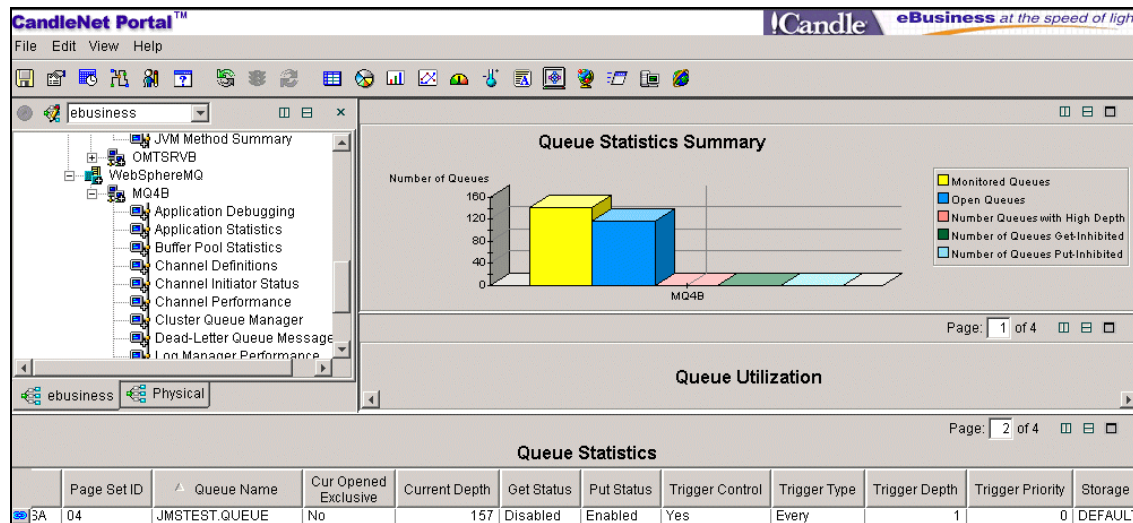 CandleNet Portal™
!Candle
eBusiness at the speed of ligh
File Edit View Help
ebusiness
JVM Method Summary
OMTSRVB
WebSphereMQ
MQ4B
Application Debugging
Application Statistics
Buffer Pool Statistics
Channel Definitions
Channel Initiator Status
Channel Performance
Cluster Queue Manager
Dead-Letter Queue Message
Log Manager Performance
ebusiness
Physical
Queue Statistics Summary
Number of Queues
160
120
80
40
0
MQ4B
Monitored Queues
Open Queues
Number Queues with High Depth
Number of Queues Get-Inhibited
Number of Queues Put-Inhibited
Page: 1 of 4
Queue Utilization
Page: 2 of 4
Queue Statistics
Page Set ID Queue Name Cur Opened Exclusive Current Depth Get Status Put Status Trigger Control Trigger Type Trigger Depth Trigger Priority Storage
SA 04 JMSTEST.QUEUE No 157 Disabled Enabled Yes Every 1 0 DEFAULT